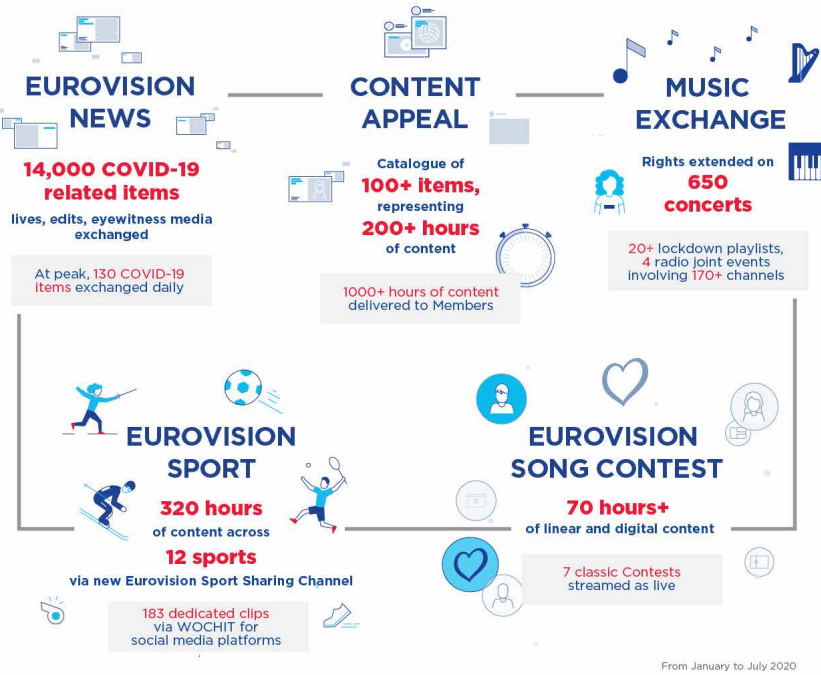 EUROVISION
NEWS
14,000 COVID-19
related items
lives, edits, eyewitness media
exchanged
At peak, 130 COVID-19
items exchanged daily
CONTENT
APPEAL
Catalogue of
100+ items,
representing
200+ hours
of content
1000+ hours of content
delivered to Members
MUSIC
EXCHANGE
Rights extended on
650
concerts
20+ lockdown playlists,
4 radio joint events
involving 170+ channels
EUROVISION
SPORT
320 hours
of content across
12 sports
via new Eurovision Sport Sharing Channel
183 dedicated clips
via WOCHIT for
social media platforms
EUROVISION
SONG CONTEST
70 hours+
of linear and digital content
7 classic Contests
streamed as live
From January to July 2020